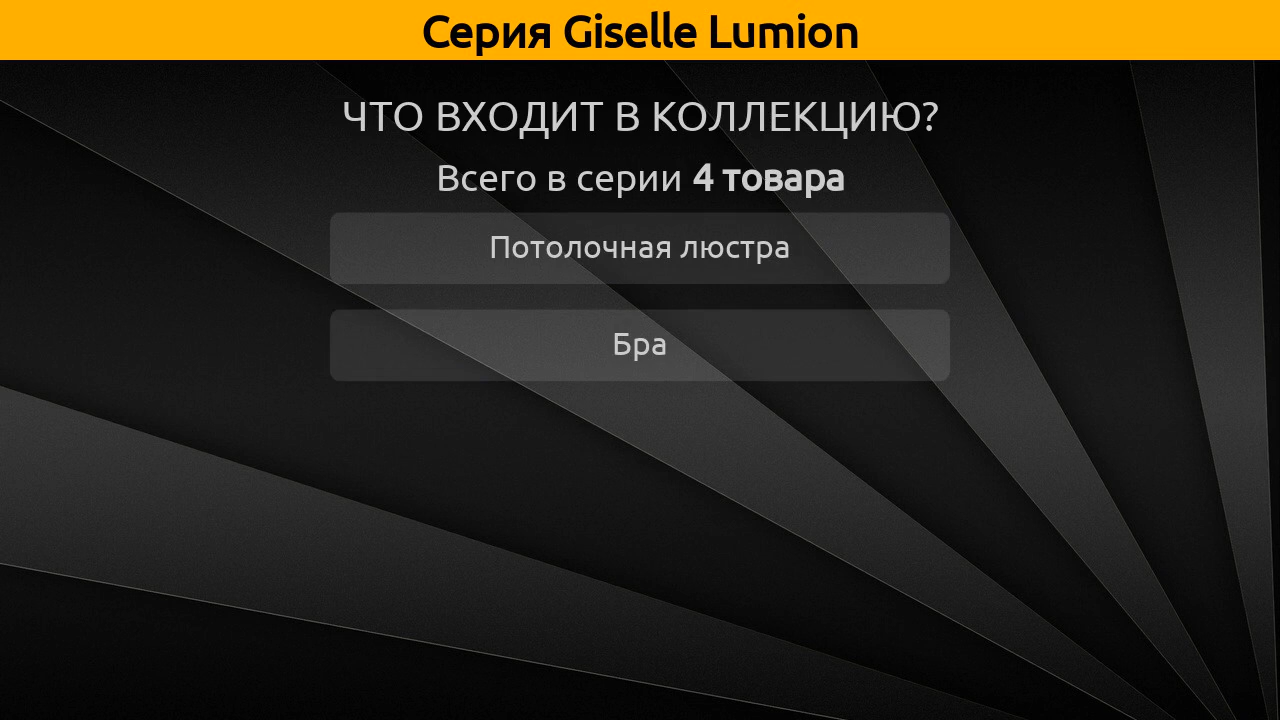 Серия Giselle Lumion
ЧТО ВХОДИТ В КОЛЛЕКЦИЮ?
Всего в серии 4 товара
Потолочная люстра
Бра